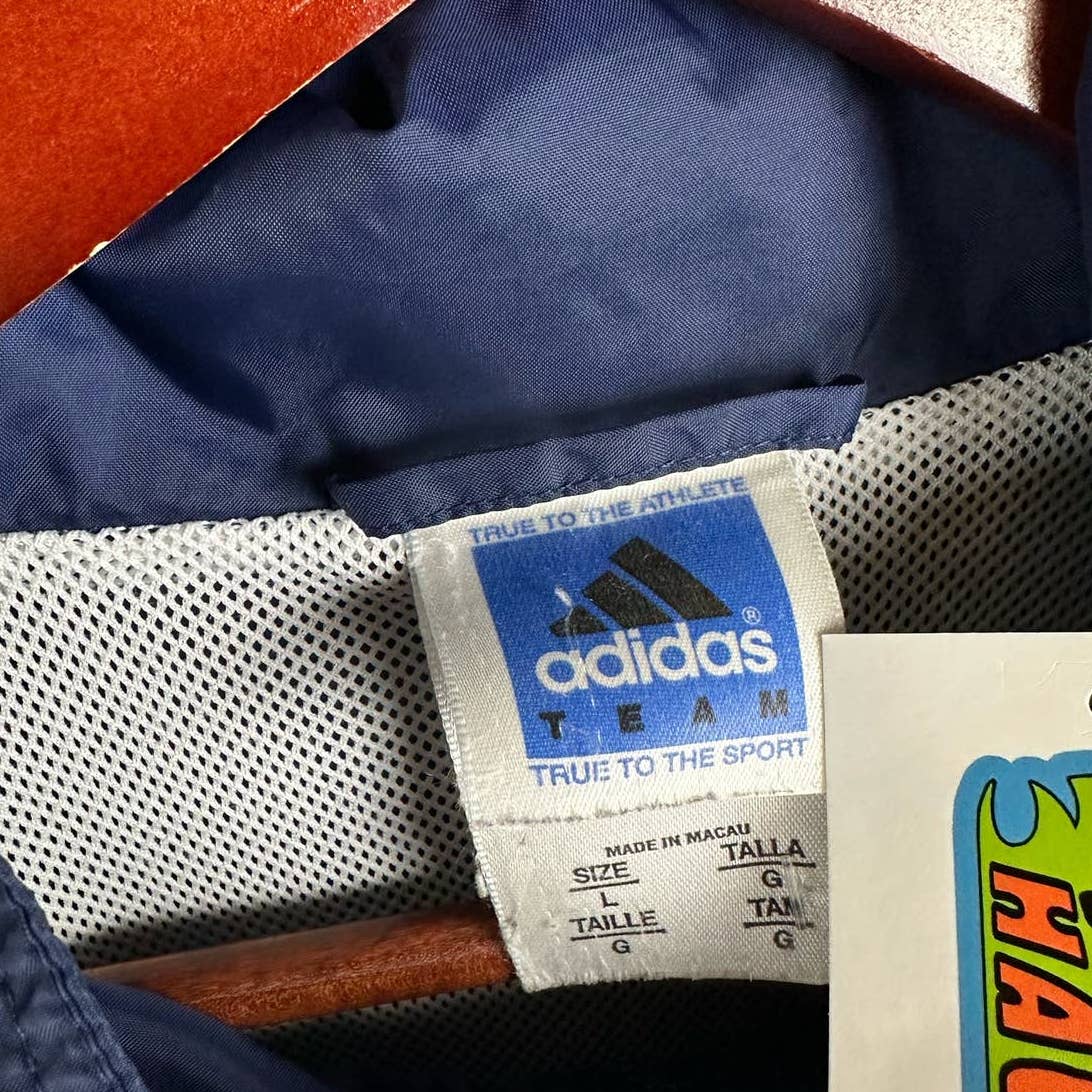 TRUE TO THE ATHLETE
adidas®
TEAM
TRUE TO THE SPORT
MADE IN MACAU
SIZE TALLA
L G
TAILLE TAM
G G